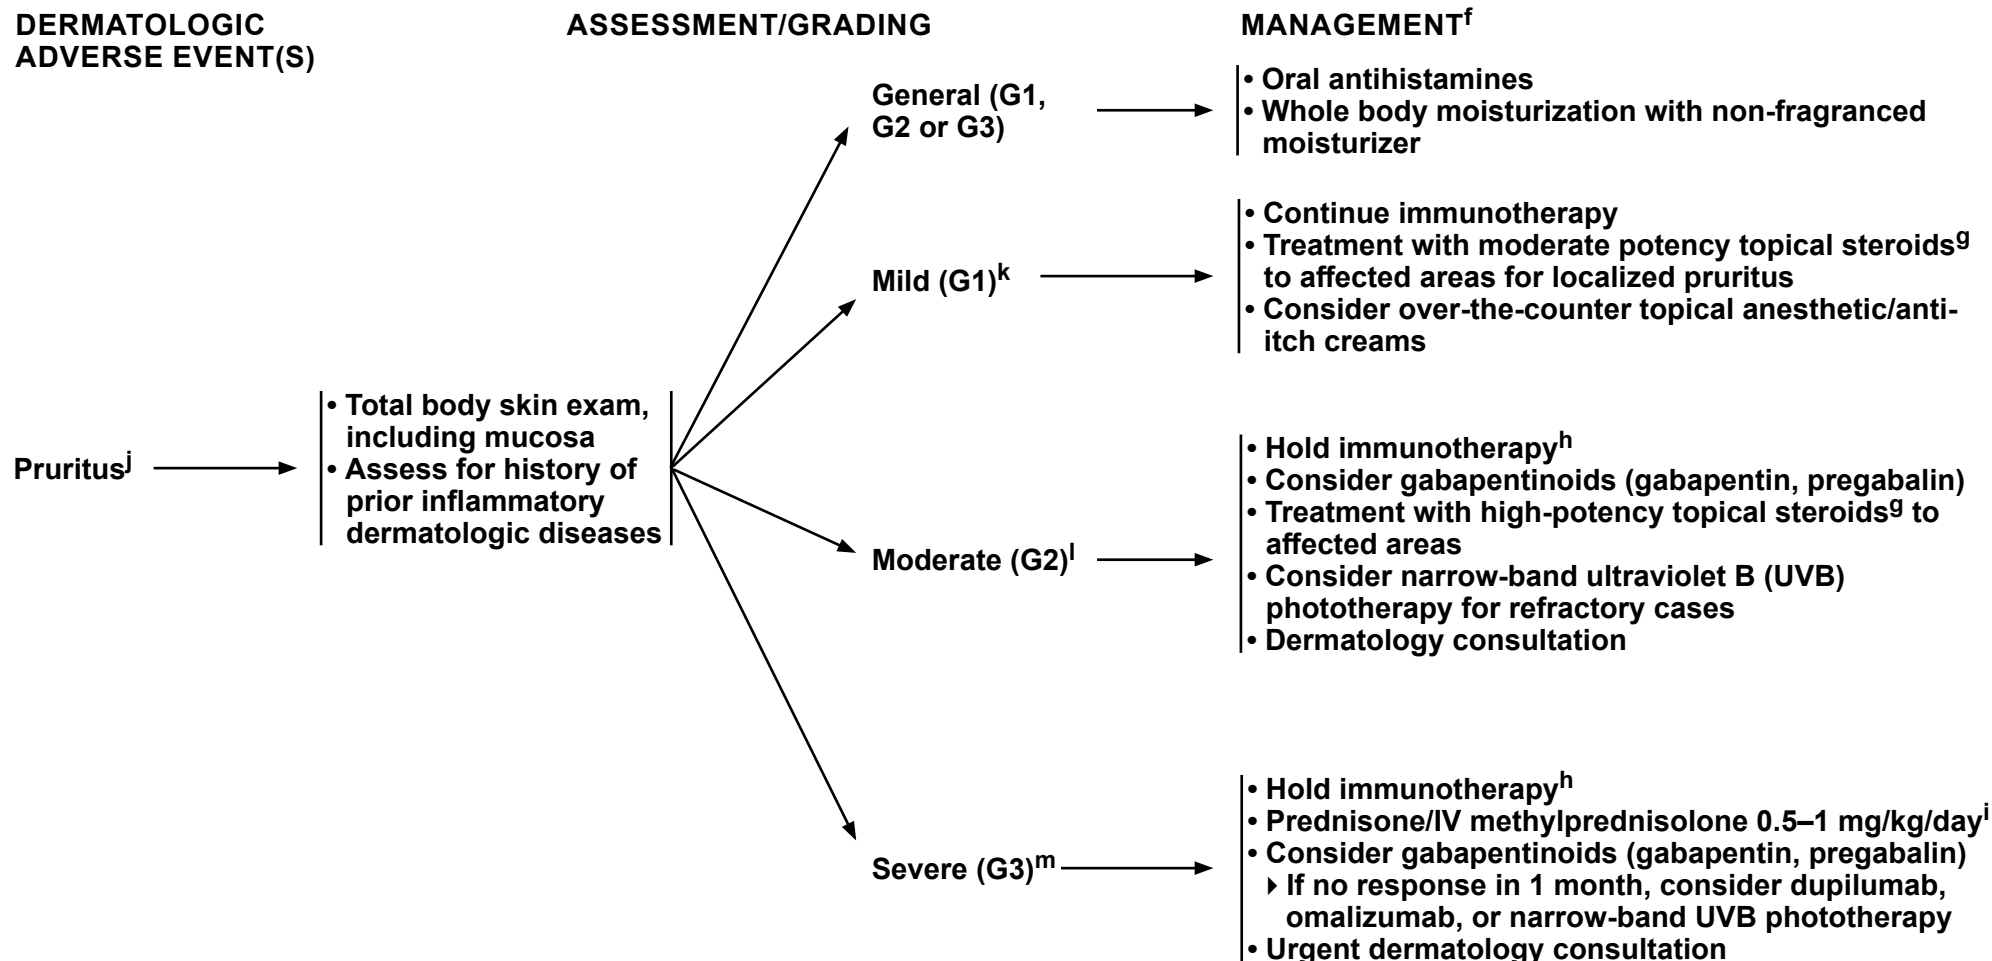 DERMATOLOGIC
ADVERSE EVENT(S)
ASSESSMENT/GRADING
MANAGEMENTf
Pruritusj
• Total body skin exam,
including mucosa
• Assess for history of
prior inflammatory
dermatologic diseases
General (G1,
G2 or G3)
• Oral antihistamines
• Whole body moisturization with non-fragranced
moisturizer
Mild (G1)k
• Continue immunotherapy
• Treatment with moderate potency topical steroidsg
to affected areas for localized pruritus
• Consider over-the-counter topical anesthetic/anti-
itch creams
Moderate (G2)l
• Hold immunotherapyh
• Consider gabapentinoids (gabapentin, pregabalin)
• Treatment with high-potency topical steroidsg to
affected areas
• Consider narrow-band ultraviolet B (UVB)
phototherapy for refractory cases
• Dermatology consultation
Severe (G3)m
• Hold immunotherapyh
• Prednisone/IV methylprednisolone 0.5–1 mg/kg/dayi
• Consider gabapentinoids (gabapentin, pregabalin)
‣ If no response in 1 month, consider dupilumab,
omalizumab, or narrow-band UVB phototherapy
• Urgent dermatology consultation